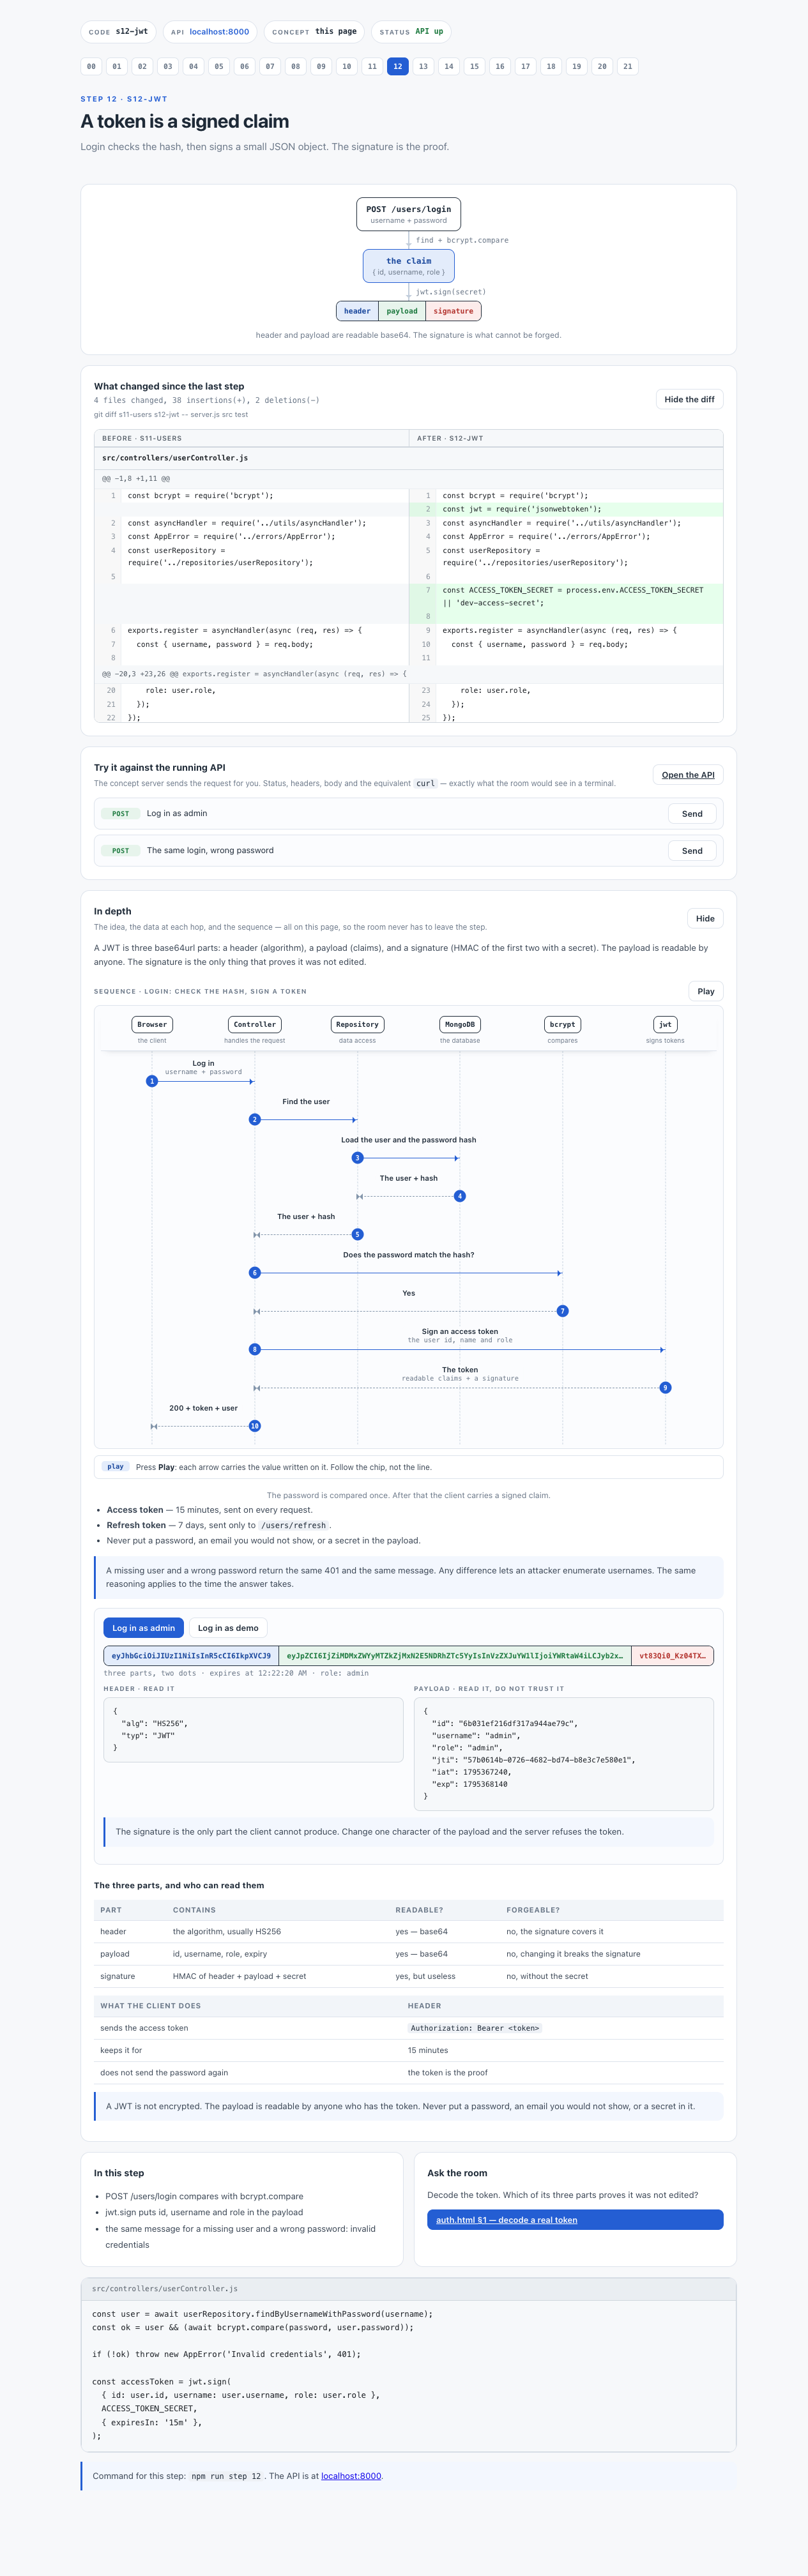 CODE s12-jwt API localhost:8000 CONCEPT this page STATUS API up
00 01 02 03 04 05 06 07 08 09 10 11 12 13 14 15 16 17 18 19 20 21
STEP 12 · S12-JWT
A token is a signed claim
Login checks the hash, then signs a small JSON object. The signature is the proof.
POST /users/login
username + password
find + bcrypt.compare
the claim
{ id, username, role }
jwt.sign(secret)
header payload signature
header and payload are readable base64. The signature is what cannot be forged.
What changed since the last step
4 files changed, 38 insertions(+), 2 deletions(-)
git diff s11-users s12-jwt -- server.js src test
Hide the diff
BEFORE · S11-USERS AFTER · S12-JWT
src/controllers/userController.js
@@ -1,8 +1,11 @@
1 const bcrypt = require('bcrypt'); 1 const bcrypt = require('bcrypt');
2 const jwt = require('jsonwebtoken');
2 const asyncHandler = require('../utils/asyncHandler'); 3 const asyncHandler = require('../utils/asyncHandler');
3 const AppError = require('../errors/AppError'); 4 const AppError = require('../errors/AppError');
4 const userRepository = 5 const userRepository =
require('../repositories/userRepository'); require('../repositories/userRepository');
5 6
7 const ACCESS_TOKEN_SECRET = process.env.ACCESS_TOKEN_SECRET
|| 'dev-access-secret';
8
6 exports.register = asyncHandler(async (req, res) => { 9 exports.register = asyncHandler(async (req, res) => {
7 const { username, password } = req.body; 10 const { username, password } = req.body;
8 11
@@ -20,3 +23,26 @@ exports.register = asyncHandler(async (req, res) => {
20 role: user.role, 23 role: user.role,
21 }); 24 });
22 }); 25 });
Try it against the running API
The concept server sends the request for you. Status, headers, body and the equivalent curl — exactly what the room would see in a terminal.
Open the API
POST Log in as admin Send
POST The same login, wrong password Send
In depth
The idea, the data at each hop, and the sequence — all on this page, so the room never has to leave the step.
Hide
A JWT is three base64url parts: a header (algorithm), a payload (claims), and a signature (HMAC of the first two with a secret). The payload is readable by
anyone. The signature is the only thing that proves it was not edited.
SEQUENCE · LOGIN: CHECK THE HASH, SIGN A TOKEN Play
Browser Controller Repository MongoDB bcrypt jwt
the client handles the request data access the database compares signs tokens
Log in
username + password
1
Find the user
2
Load the user and the password hash
3
The user + hash
4
The user + hash
5
Does the password match the hash?
6
Yes
7
Sign an access token
the user id, name and role
8
The token
readable claims + a signature
9
200 + token + user
10
play Press Play: each arrow carries the value written on it. Follow the chip, not the line.
The password is compared once. After that the client carries a signed claim.
• Access token — 15 minutes, sent on every request.
• Refresh token — 7 days, sent only to /users/refresh.
• Never put a password, an email you would not show, or a secret in the payload.
A missing user and a wrong password return the same 401 and the same message. Any difference lets an attacker enumerate usernames. The same
reasoning applies to the time the answer takes.
Log in as admin Log in as demo
eyJhbGciOiJIUzI1NiIsInR5cCI6IkpXVCJ9 vt83Qi0_Kz04TX…
three parts, two dots · expires at 12:22:20 AM · role: admin
HEADER · READ IT
{
"alg": "HS256",
"typ": "JWT"
}
PAYLOAD · READ IT, DO NOT TRUST IT
{
"id": "6b031ef216df317a944ae79c",
"username": "admin",
"role": "admin",
"jti": "57b0614b-0726-4682-bd74-b8e3c7e580e1",
"iat": 1795367240,
"exp": 1795368140
}
The signature is the only part the client cannot produce. Change one character of the payload and the server refuses the token.
The three parts, and who can read them
PART CONTAINS READABLE? FORGEABLE?
header the algorithm, usually HS256 yes — base64 no, the signature covers it
payload id, username, role, expiry yes — base64 no, changing it breaks the signature
signature HMAC of header + payload + secret yes, but useless no, without the secret
WHAT THE CLIENT DOES HEADER
sends the access token Authorization: Bearer <token>
keeps it for 15 minutes
does not send the password again the token is the proof
A JWT is not encrypted. The payload is readable by anyone who has the token. Never put a password, an email you would not show, or a secret in it.
In this step
• POST /users/login compares with bcrypt.compare
• jwt.sign puts id, username and role in the payload
• the same message for a missing user and a wrong password: invalid
credentials
Ask the room
Decode the token. Which of its three parts proves it was not edited?
auth.html §1 — decode a real token
src/controllers/userController.js
const user = await userRepository.findByUsernameWithPassword(username);
const ok = user && (await bcrypt.compare(password, user.password));
if (!ok) throw new AppError('Invalid credentials', 401);
const accessToken = jwt.sign(
{ id: user.id, username: user.username, role: user.role },
ACCESS_TOKEN_SECRET,
{ expiresIn: '15m' },
);
Command for this step: npm run step 12. The API is at localhost:8000.